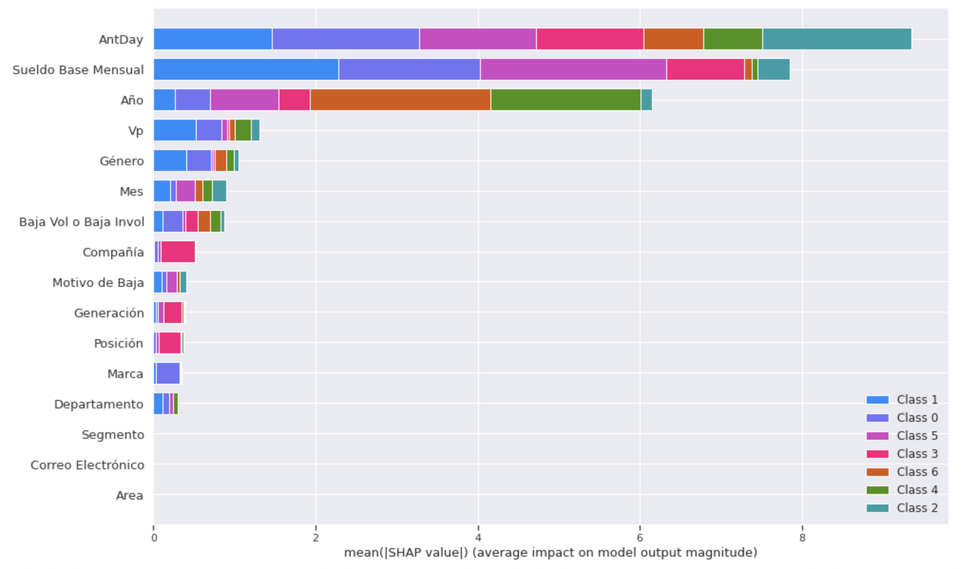 AntDay
Sueldo Base Mensual
Año
Vp
Género
Mes
Baja Vol o Baja Invol
Compañía
Motivo de Baja
Generación
Posición
Marca
Departamento
Segmento
Correo Electrónico
Area
Class 1
Class 0
Class 5
Class 3
Class 6
Class 4
Class 2
0 2 4 6 8
mean(|SHAP value|) (average impact on model output magnitude)